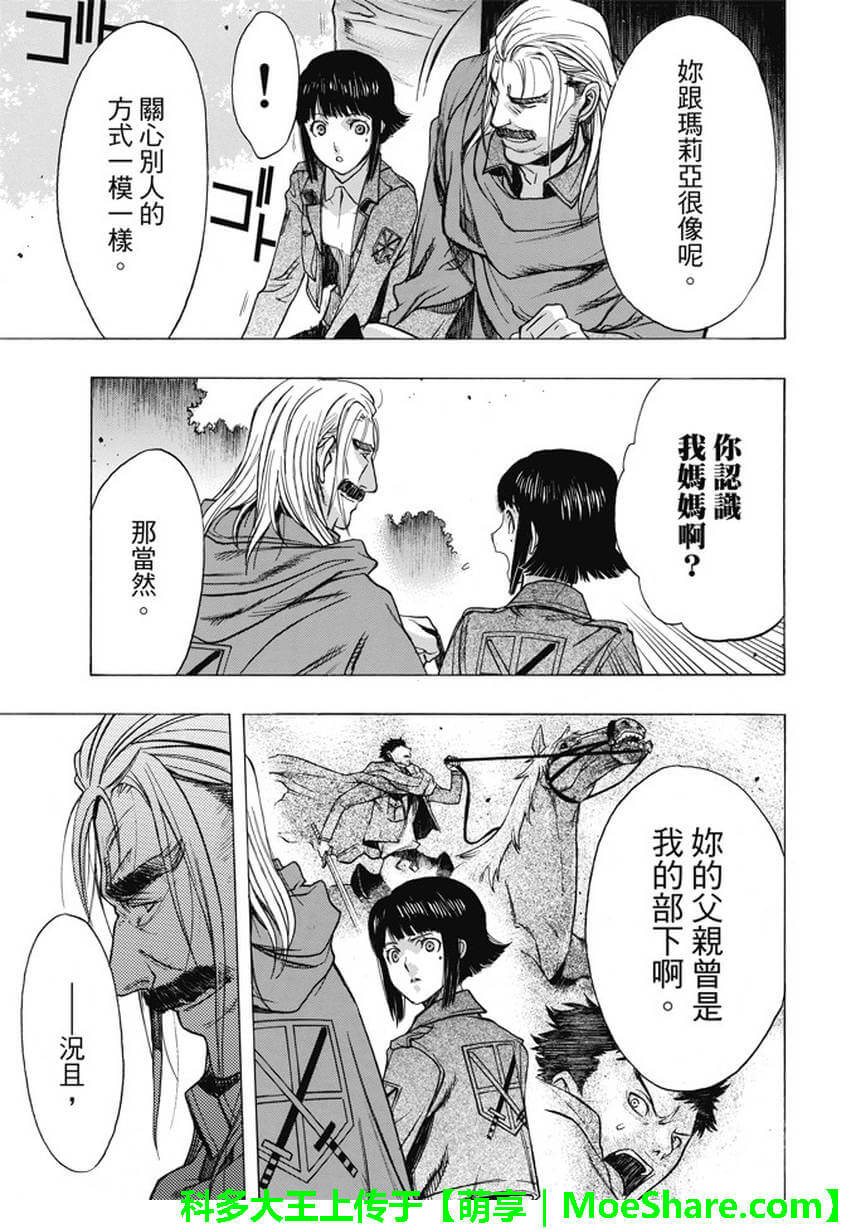 妳跟瑪莉亞很像呢。
！
關心別人的
方式一模一樣。
ゴト
ゴト
你認識
我媽媽啊？
那當然。
妳的父親曾是
我的部下啊。
——況且，
科多大王上传于【萌享｜MoeShare.com】